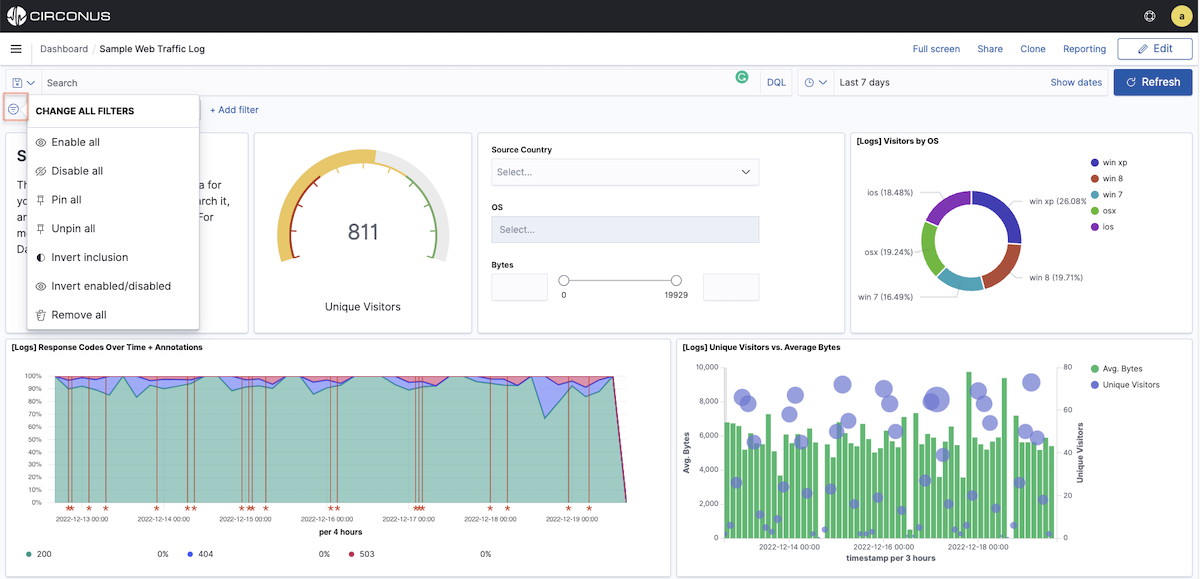 CIRCONUS
a
Dashboard / Sample Web Traffic Log
Full screen Share Clone Reporting Edit
Search
DQL
Last 7 days
Show dates
Refresh
+ Add filter
CHANGE ALL FILTERS
Enable all
Disable all
Pin all
Unpin all
Invert inclusion
Invert enabled/disabled
Remove all
S
Th
a for
yo
rch it,
an
For
m
Da
811
Unique Visitors
Source Country
Select...
OS
Select...
Bytes
0
19929
[Logs] Visitors by OS
ios (18.48%)
osx (19.24%)
win 7 (16.49%)
win xp (26.08%
win 8 (19.71%)
win xp
win 8
win 7
osx
ios
[Logs] Response Codes Over Time + Annotations
100%
90%
80%
70%
60%
50%
40%
30%
20%
10%
0%
2022-12-13 00:00
2022-12-14 00:00
2022-12-15 00:00
2022-12-16 00:00
2022-12-17 00:00
2022-12-18 00:00
2022-12-19 00:00
per 4 hours
200 0% 404 0% 503 0%
[Logs] Unique Visitors vs. Average Bytes
Avg. Bytes
10,000
8,000
6,000
4,000
2,000
0
80
60
40
20
0
Unique Visitors
2022-12-14 00:00
2022-12-16 00:00
2022-12-18 00:00
timestamp per 3 hours
Avg. Bytes
Unique Visitors